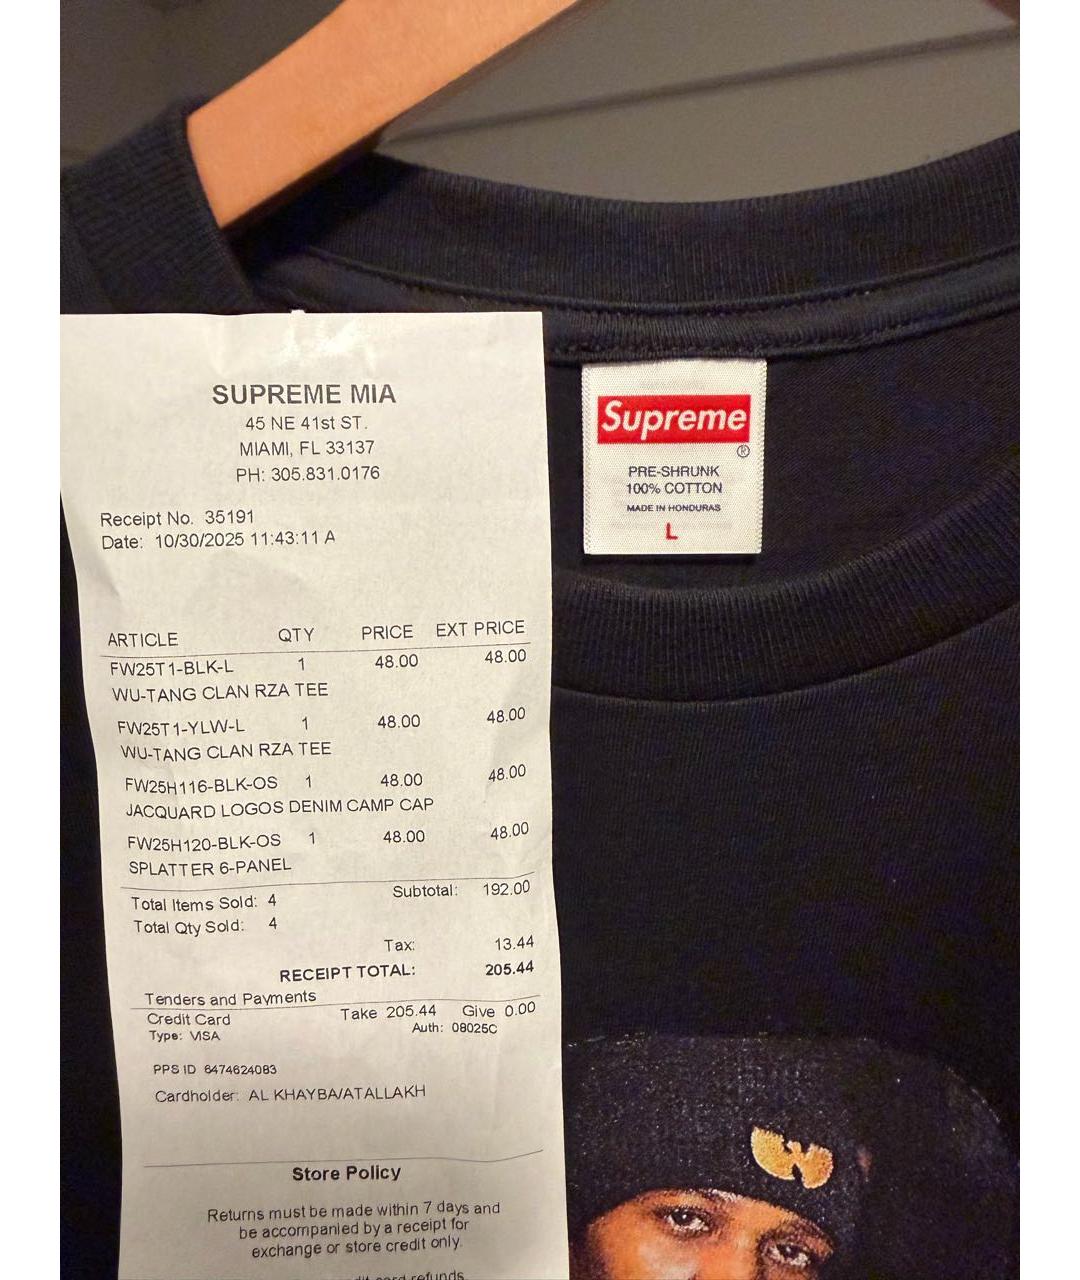 SUPREME MIA
45 NE 41st ST.
MIAMI, FL 33137
PH: 305.831.0176
Receipt No. 35191
Date: 10/30/2025 11:43:11 A
ARTICLE QTY PRICE EXT PRICE
FW25T1-BLK-L 1 48.00 48.00
WU-TANG CLAN RZA TEE
FW25T1-YLW-L 1 48.00 48.00
WU-TANG CLAN RZA TEE
FW25H116-BLK-OS 1 48.00 48.00
JACQUARD LOGOS DENIM CAMP CAP
FW25H120-BLK-OS 1 48.00 48.00
SPLATTER 6-PANEL
Total Items Sold: 4 Subtotal: 192.00
Total Qty Sold: 4
Tax: 13.44
RECEIPT TOTAL: 205.44
Tenders and Payments
Credit Card Take 205.44 Give 0.00
Type: VISA Auth: 08025C
PPS ID 6474624083
Cardholder: AL KHAYBA/ATALLAKH
Store Policy
Returns must be made within 7 days and
be accompanied by a receipt for
exchange or store credit only.
card refunds.
Supreme
®
PRE-SHRUNK
100% COTTON
MADE IN HONDURAS
L